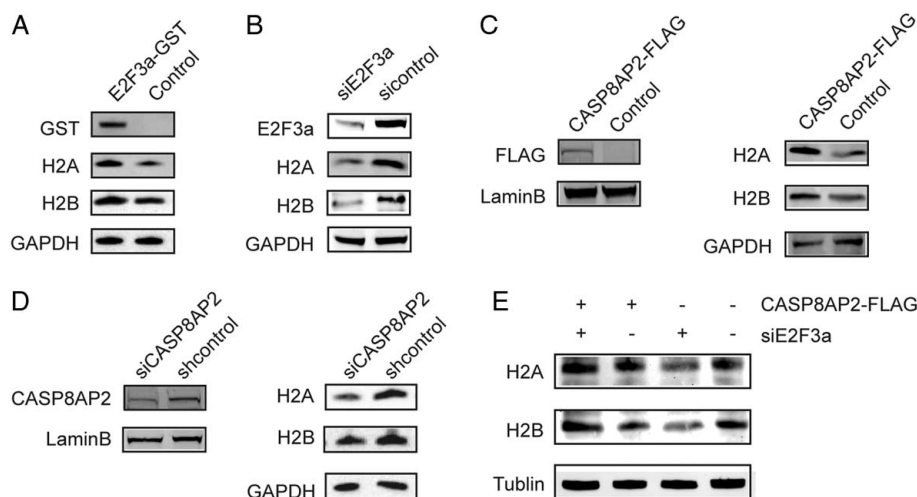 A
E2F3a-GST
Control
GST
H2A
H2B
GAPDH
B
siE2F3a
sicontrol
E2F3a
H2A
H2B
GAPDH
C
CASP8AP2-FLAG
Control
FLAG
LaminB
CASP8AP2-FLAG
Control
H2A
H2B
GAPDH
D
siCASP8AP2
shcontrol
CASP8AP2
LaminB
siCASP8AP2
shcontrol
H2A
H2B
GAPDH
E
+ + - - CASP8AP2-FLAG
+ - + - siE2F3a
H2A
H2B
Tublin